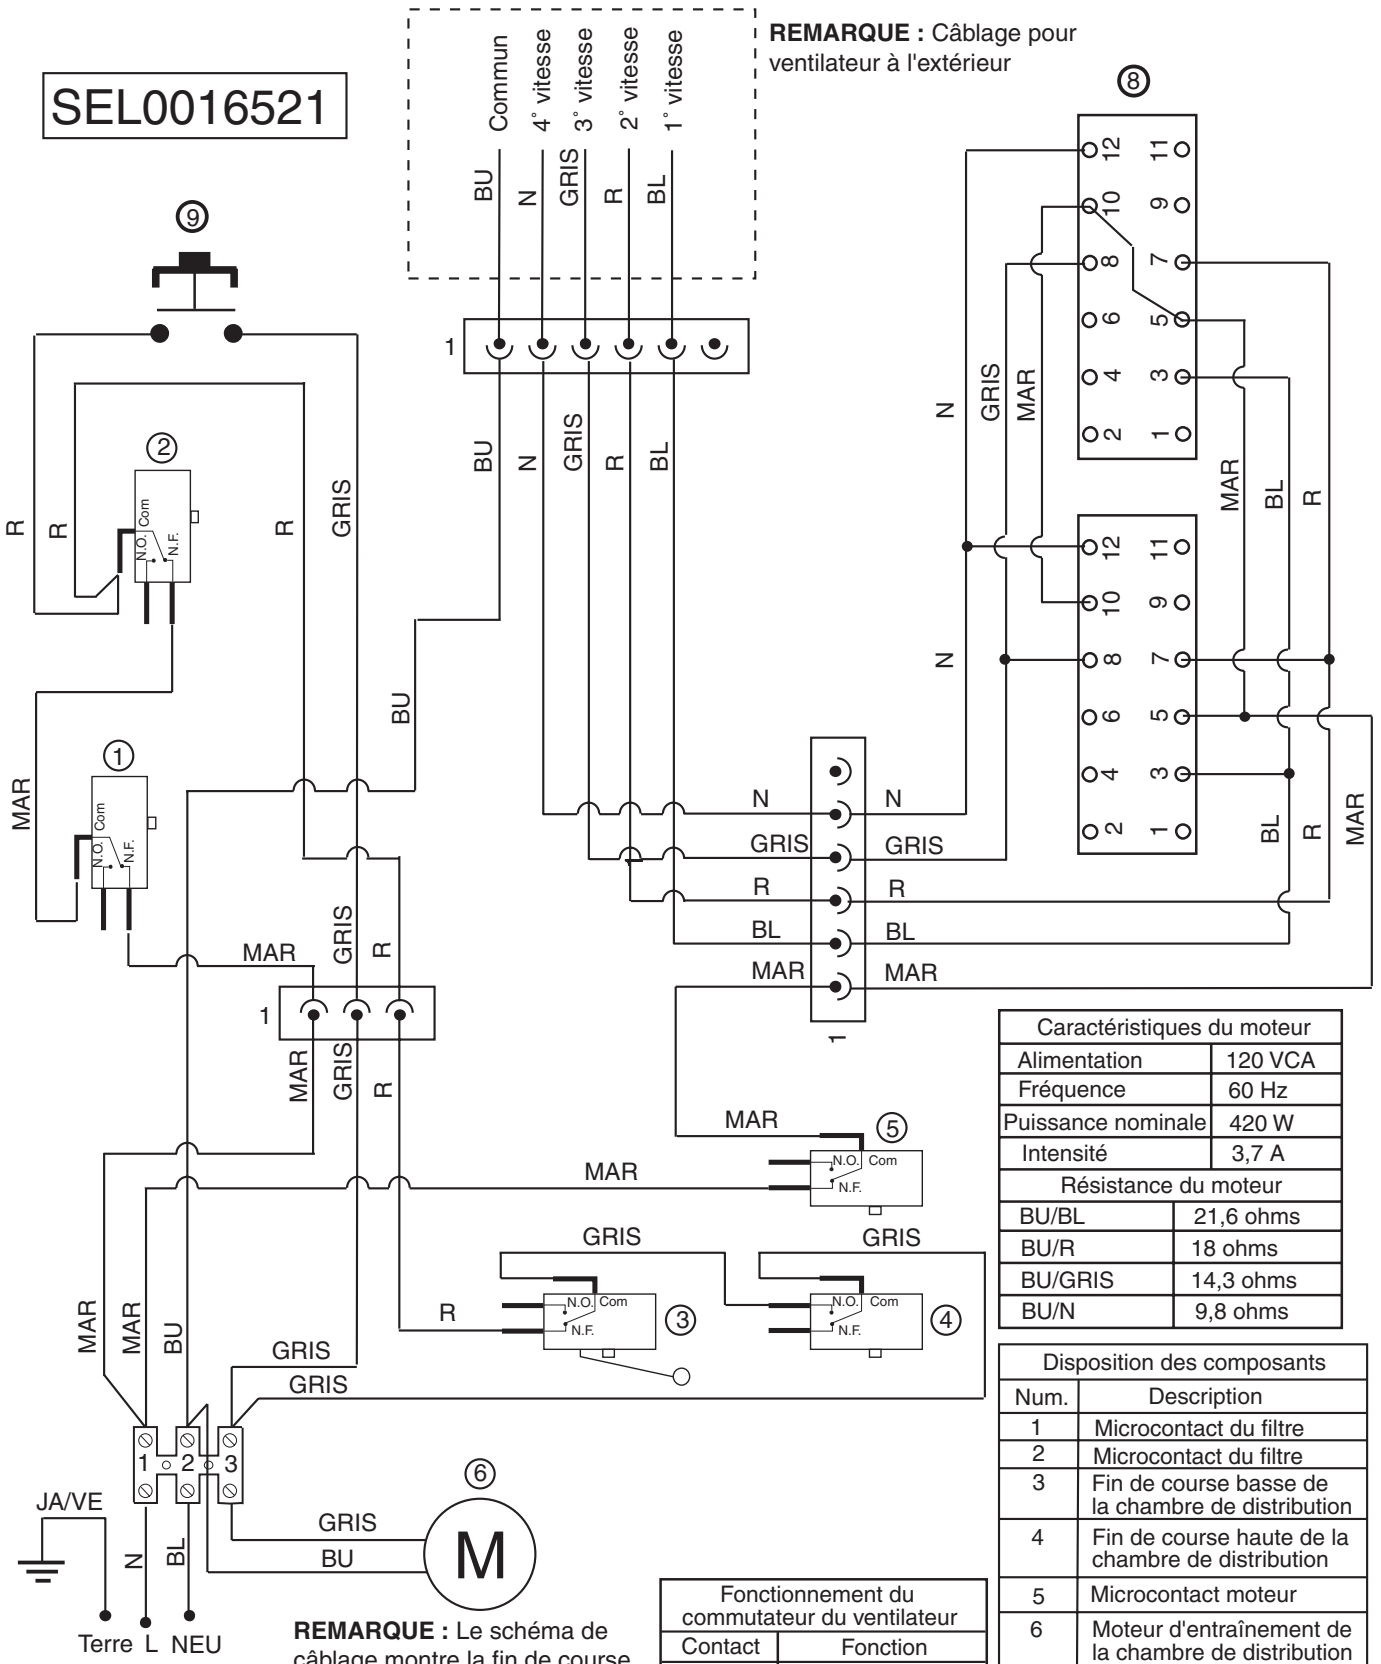 REMARQUE : Câblage pour
ventilateur à l'extérieur
SEL0016521
Commun
4° vitesse
3° vitesse
2° vitesse
1° vitesse
BU
N
GRIS
R
BL
8
12 11
10 9
8 7
6 5
4 3
2 1
9
1
2
BU
N
GRIS
R
BL
N
GRIS
MAR
MAR
BL
R
R
R
Com
N.O.
N.F.
R
GRIS
12 11
10 9
8 7
6 5
4 3
2 1
N
BU
1
MAR
Com
N.O.
N.F.
N
N
GRIS
GRIS
R
R
BL
BL
MAR
MAR
BL
R
MAR
MAR
GRIS
R
1
MAR
GRIS
R
1
MAR
5
N.O. Com
N.F.
MAR
GRIS
GRIS
N.O. Com
N.F.
3
N.O. Com
N.F.
4
R
MAR
MAR
BU
GRIS
GRIS
1 2 3
JA/VE
N
BL
GRIS
BU
6
M
Terre L NEU
Caractéristiques du moteur
Alimentation 120 VCA
Fréquence 60 Hz
Puissance nominale 420 W
Intensité 3,7 A
Résistance du moteur
BU/BL 21,6 ohms
BU/R 18 ohms
BU/GRIS 14,3 ohms
BU/N 9,8 ohms
Disposition des composants
Num. Description
1 Microcontact du filtre
2 Microcontact du filtre
3 Fin de course basse de
la chambre de distribution
4 Fin de course haute de la
chambre de distribution
5 Microcontact moteur
6 Moteur d'entraînement de
la chambre de distribution
Fonctionnement du
commutateur du ventilateur
Contact Fonction
REMARQUE : Le schéma de
câblage montre la fin de course